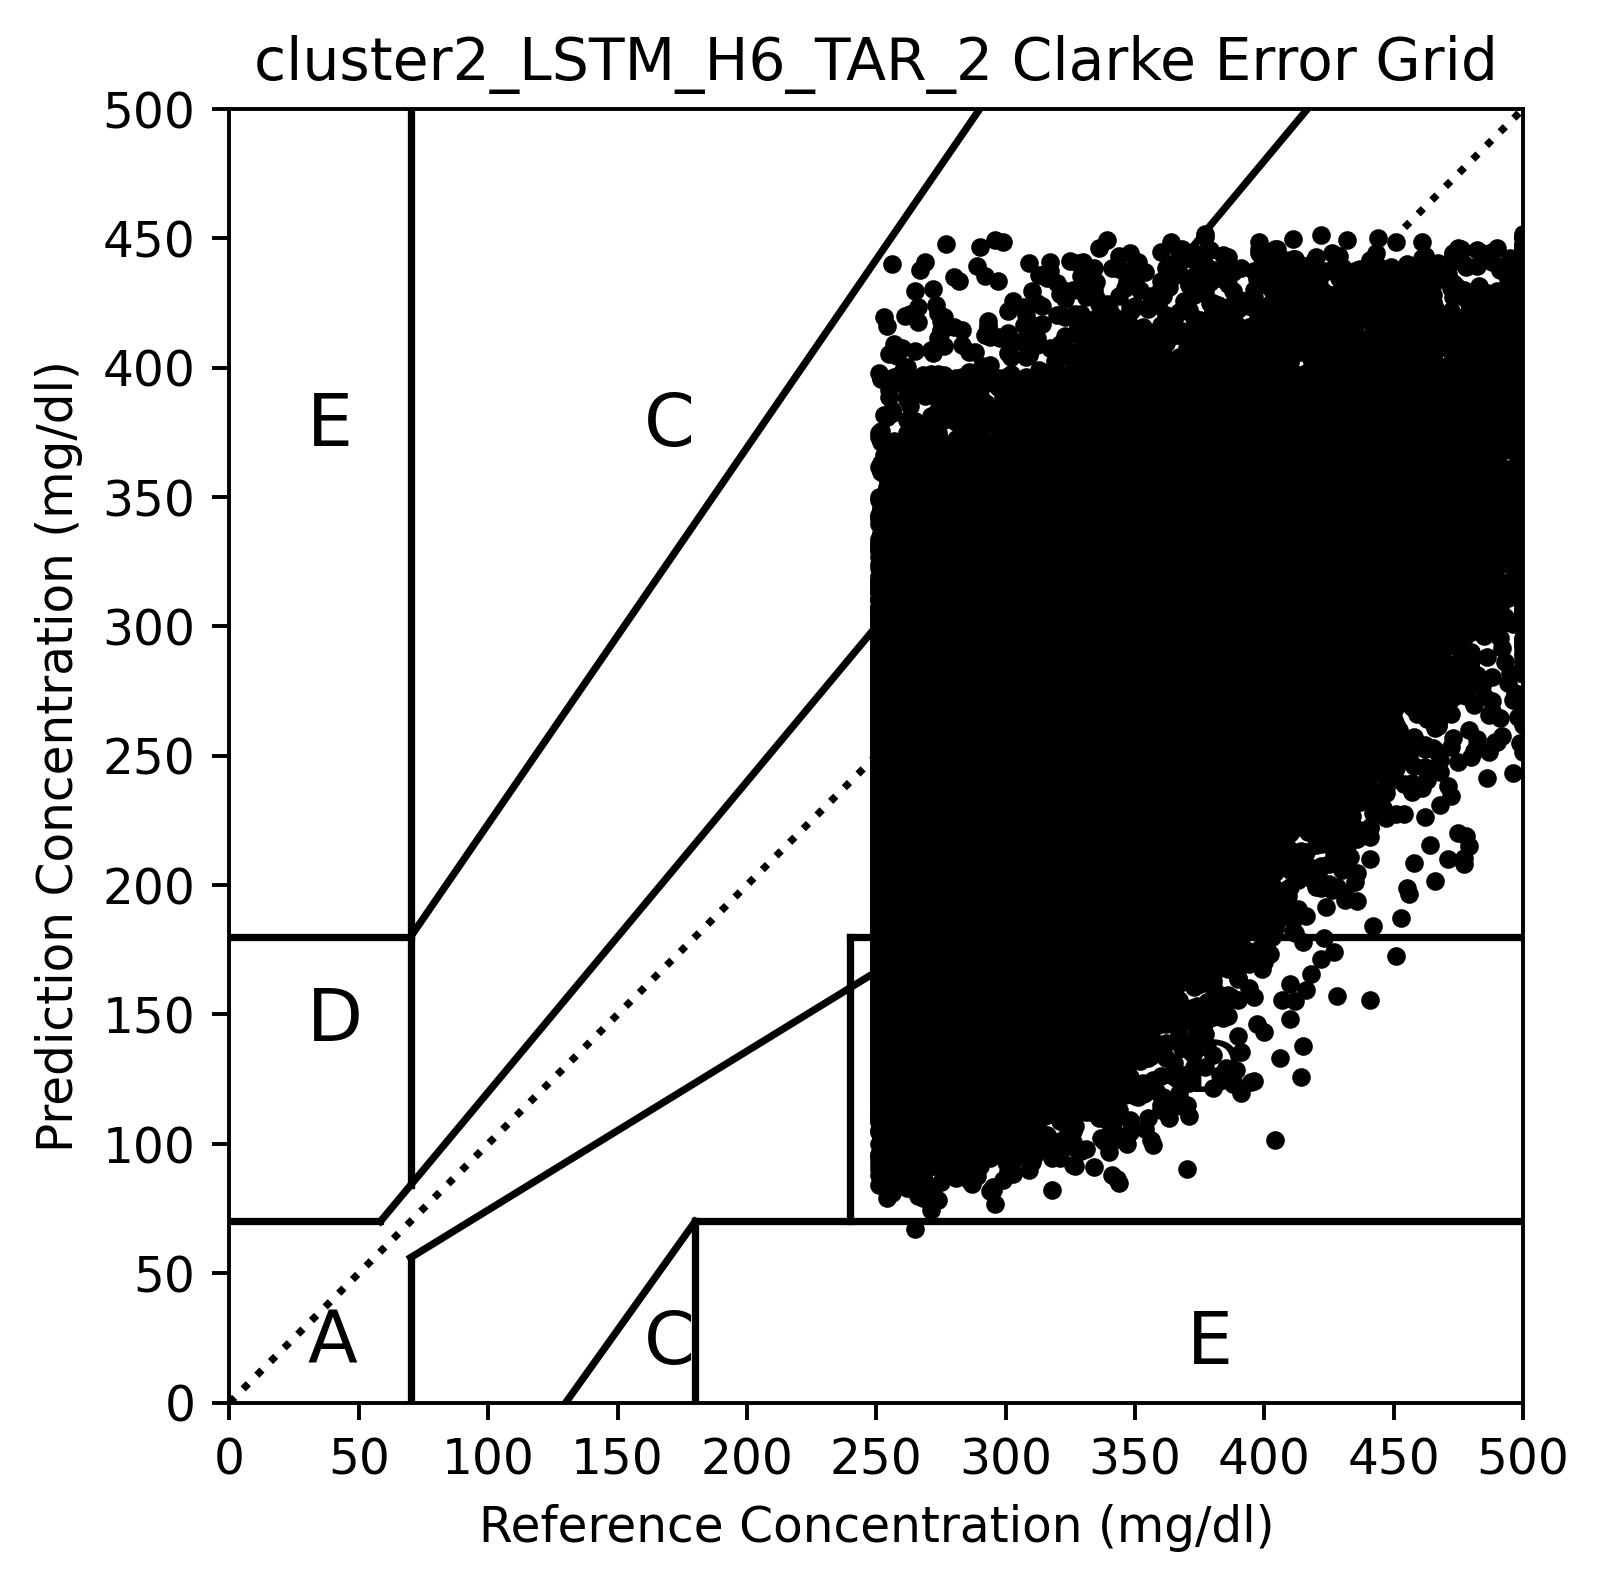 cluster2_LSTM_H6_TAR_2 Clarke Error Grid
Prediction Concentration (mg/dl)
500
450
400
350
300
250
200
150
100
50
0
E
C
D
A
C
E
0 50 100 150 200 250 300 350 400 450 500
Reference Concentration (mg/dl)